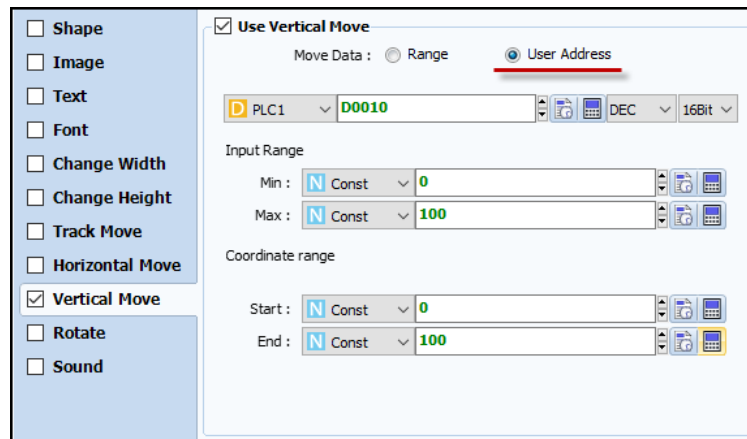 Shape
Image
Text
Font
Change Width
Change Height
Track Move
Horizontal Move
Vertical Move
Rotate
Sound
Use Vertical Move
Move Data : Range User Address
D PLC1 D0010 DEC 16Bit
Input Range
Min : N Const 0
Max : N Const 100
Coordinate range
Start : N Const 0
End : N Const 100